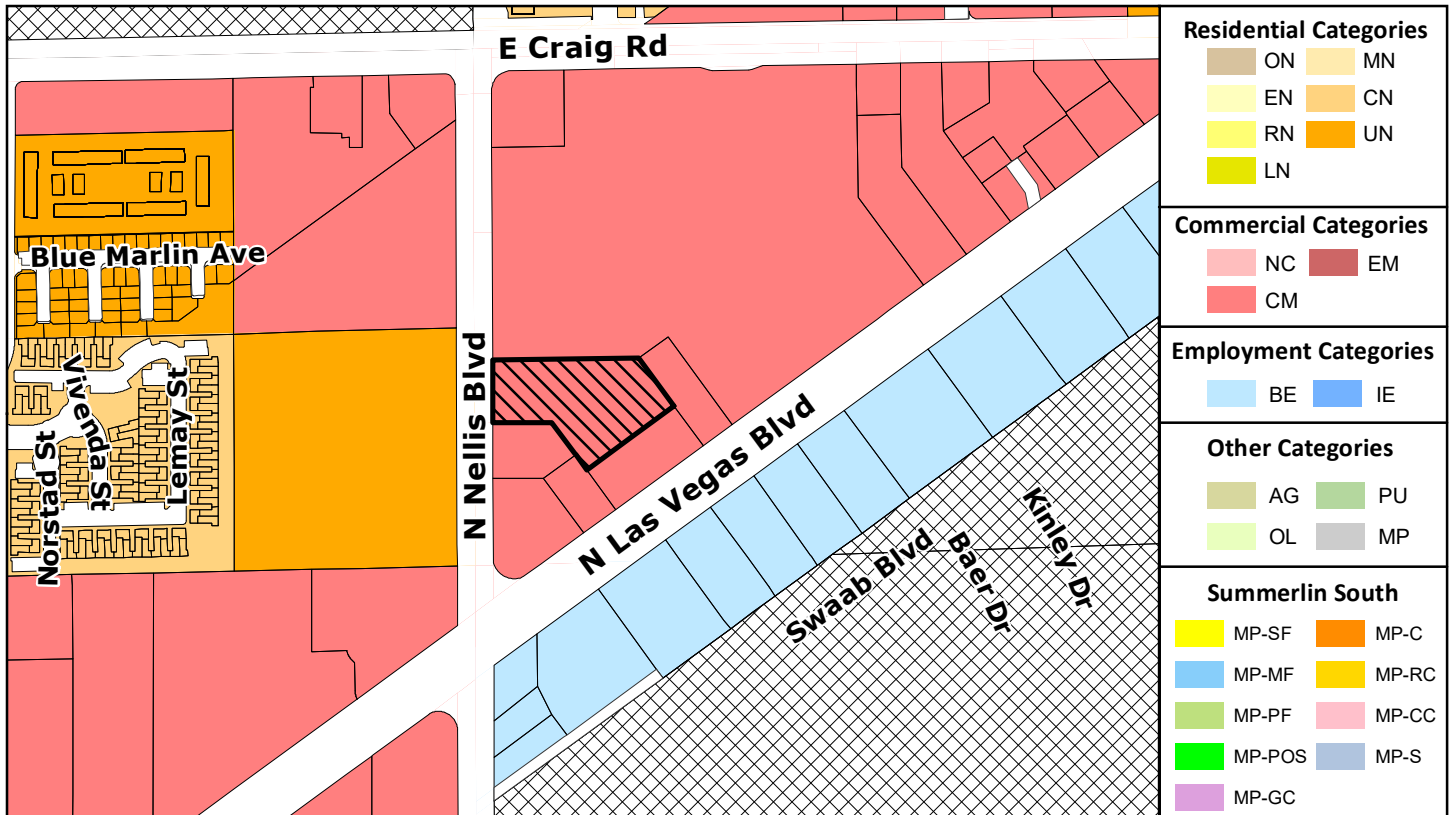 E Craig Rd
Blue Marlin Ave
N Nellis Blvd
Vivenda St
Lemay St
Norstad St
N Las Vegas Blvd
Swaab Blvd
Baer Dr
Kinley Dr
Residential Categories
ON MN
EN CN
RN UN
LN
Commercial Categories
NC EM
CM
Employment Categories
BE IE
Other Categories
AG PU
OL MP
Summerlin South
MP-SF MP-C
MP-MF MP-RC
MP-PF MP-CC
MP-POS MP-S
MP-GC